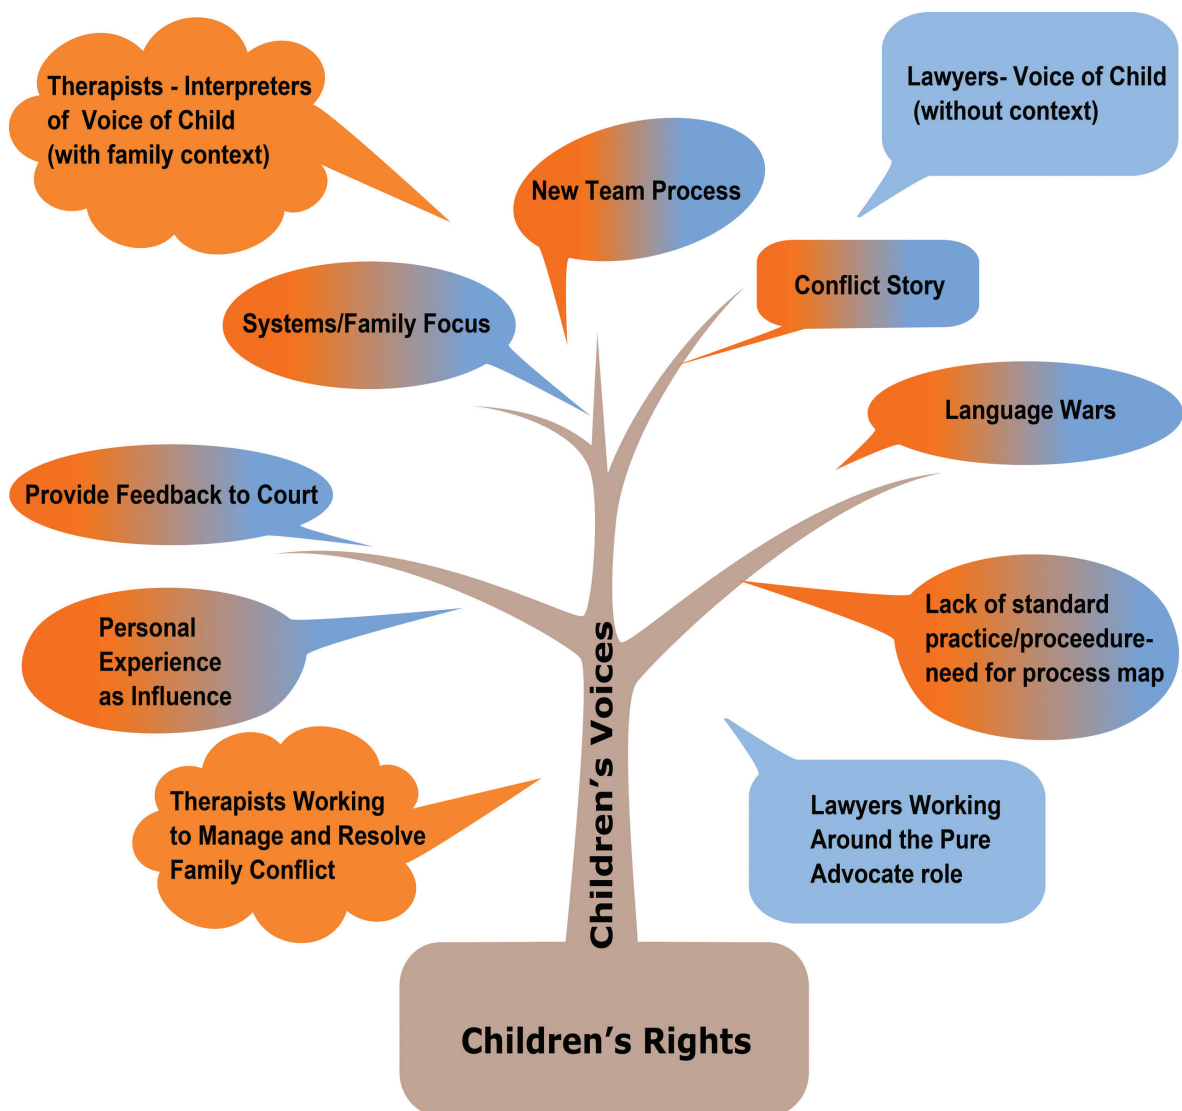 Therapists - Interpreters
of Voice of Child
(with family context)
Lawyers- Voice of Child
(without context)
New Team Process
Conflict Story
Systems/Family Focus
Language Wars
Provide Feedback to Court
Lack of standard
practice/proceedure-
need for process map
Personal
Experience
as Influence
Therapists Working
to Manage and Resolve
Family Conflict
Lawyers Working
Around the Pure
Advocate role
Children's Voices
Children's Rights